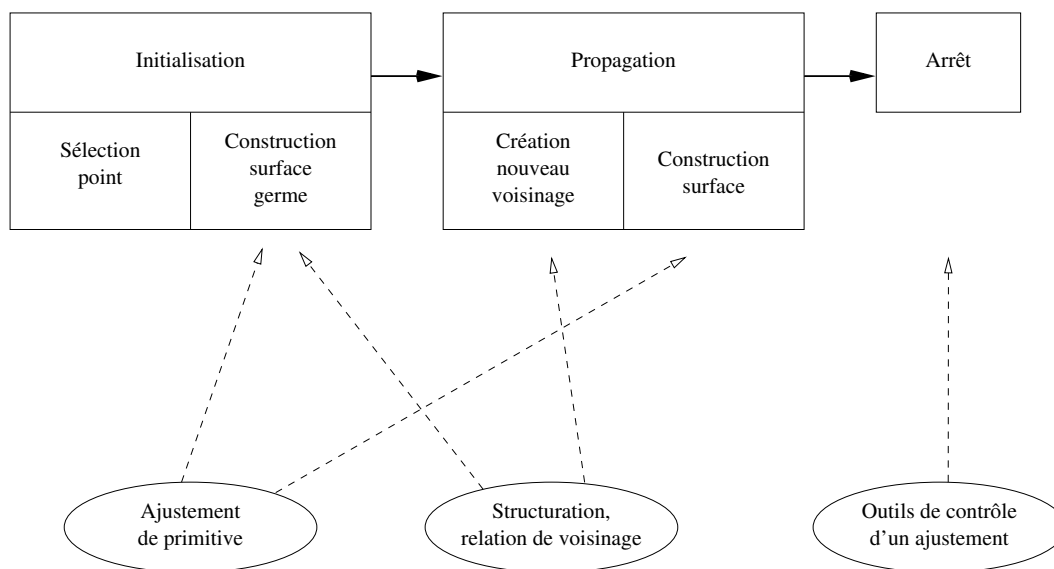 Initialisation
Propagation
Arrêt
Sélection
point
Construction
surface
germe
Création
nouveau
voisinage
Construction
surface
Ajustement
de primitive
Structuration,
relation de voisinage
Outils de contrôle
d'un ajustement